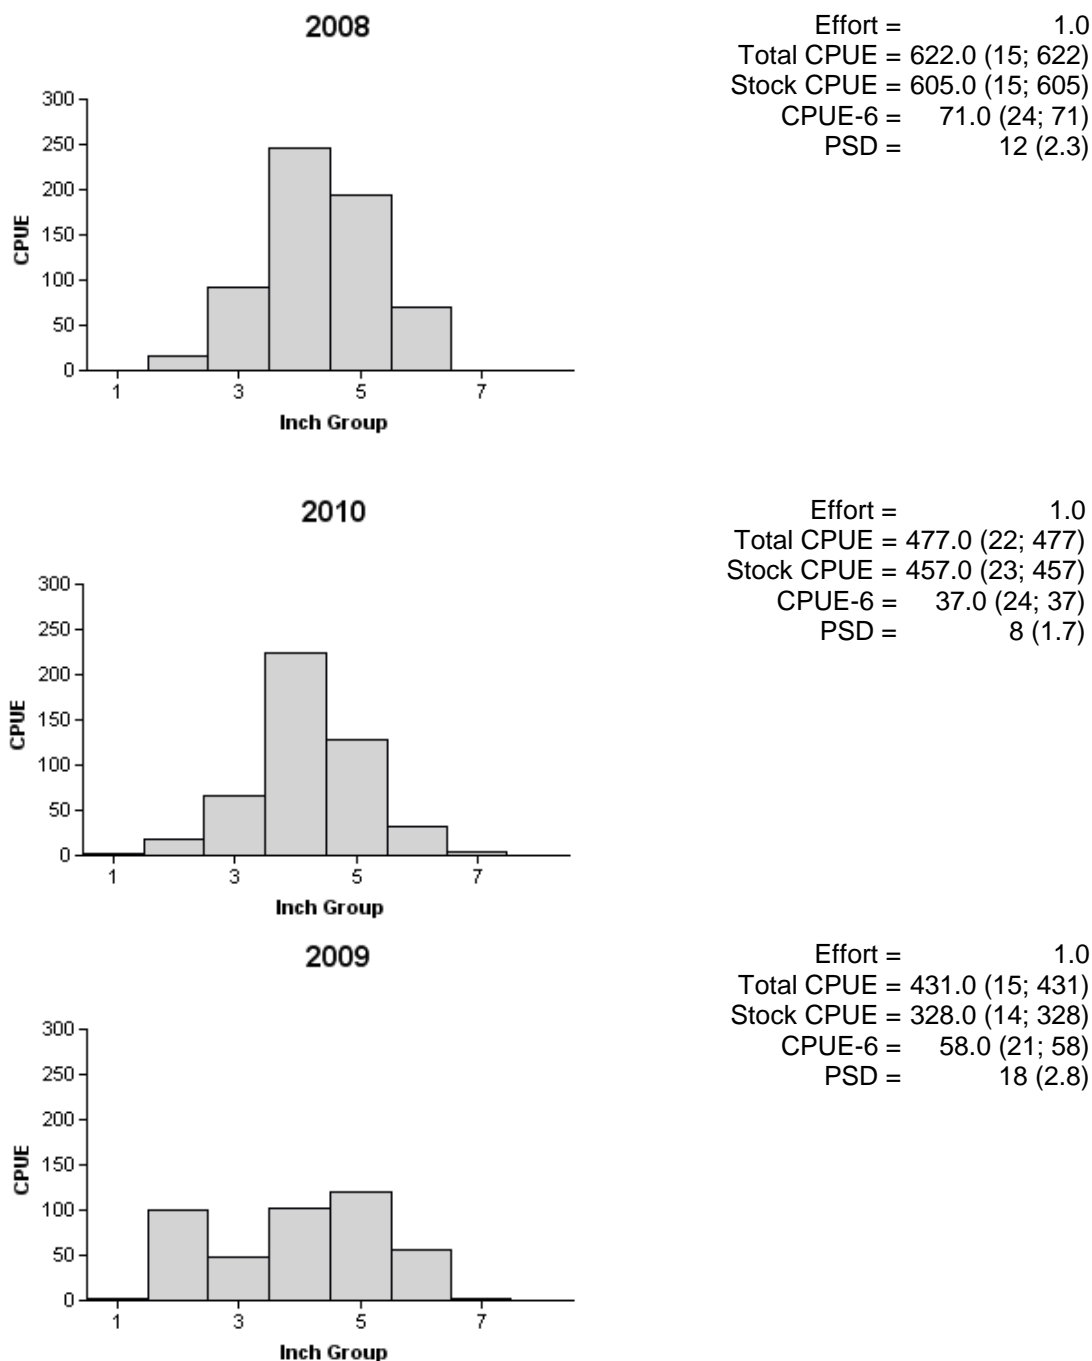 2008
Effort = 1.0
Total CPUE = 622.0 (15; 622)
Stock CPUE = 605.0 (15; 605)
CPUE-6 = 71.0 (24; 71)
PSD = 12 (2.3)
300
250
200
150
100
50
0
CPUE
1 3 5 7
Inch Group
2010
Effort = 1.0
Total CPUE = 477.0 (22; 477)
Stock CPUE = 457.0 (23; 457)
CPUE-6 = 37.0 (24; 37)
PSD = 8 (1.7)
300
250
200
150
100
50
0
CPUE
1 3 5 7
Inch Group
2009
Effort = 1.0
Total CPUE = 431.0 (15; 431)
Stock CPUE = 328.0 (14; 328)
CPUE-6 = 58.0 (21; 58)
PSD = 18 (2.8)
300
250
200
150
100
50
0
CPUE
1 3 5 7
Inch Group